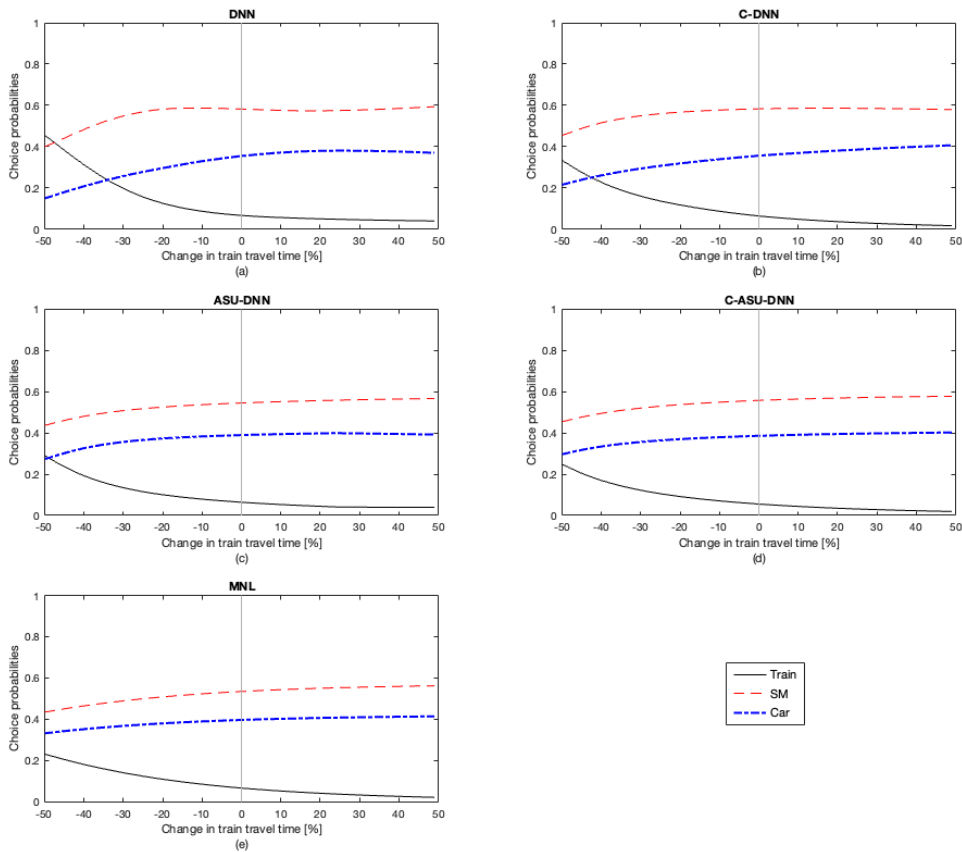 DNN
Choice probabilities
1
0.8
0.6
0.4
0.2
0
-50 -40 -30 -20 -10 0 10 20 30 40 50
Change in train travel time [%]
(a)
C-DNN
Choice probabilities
1
0.8
0.6
0.4
0.2
0
-50 -40 -30 -20 -10 0 10 20 30 40 50
Change in train travel time [%]
(b)
ASU-DNN
Choice probabilities
1
0.8
0.6
0.4
0.2
0
-50 -40 -30 -20 -10 0 10 20 30 40 50
Change in train travel time [%]
(c)
C-ASU-DNN
Choice probabilities
1
0.8
0.6
0.4
0.2
0
-50 -40 -30 -20 -10 0 10 20 30 40 50
Change in train travel time [%]
(d)
MNL
Choice probabilities
1
0.8
0.6
0.4
0.2
0
-50 -40 -30 -20 -10 0 10 20 30 40 50
Change in train travel time [%]
(e)
Train
SM
Car